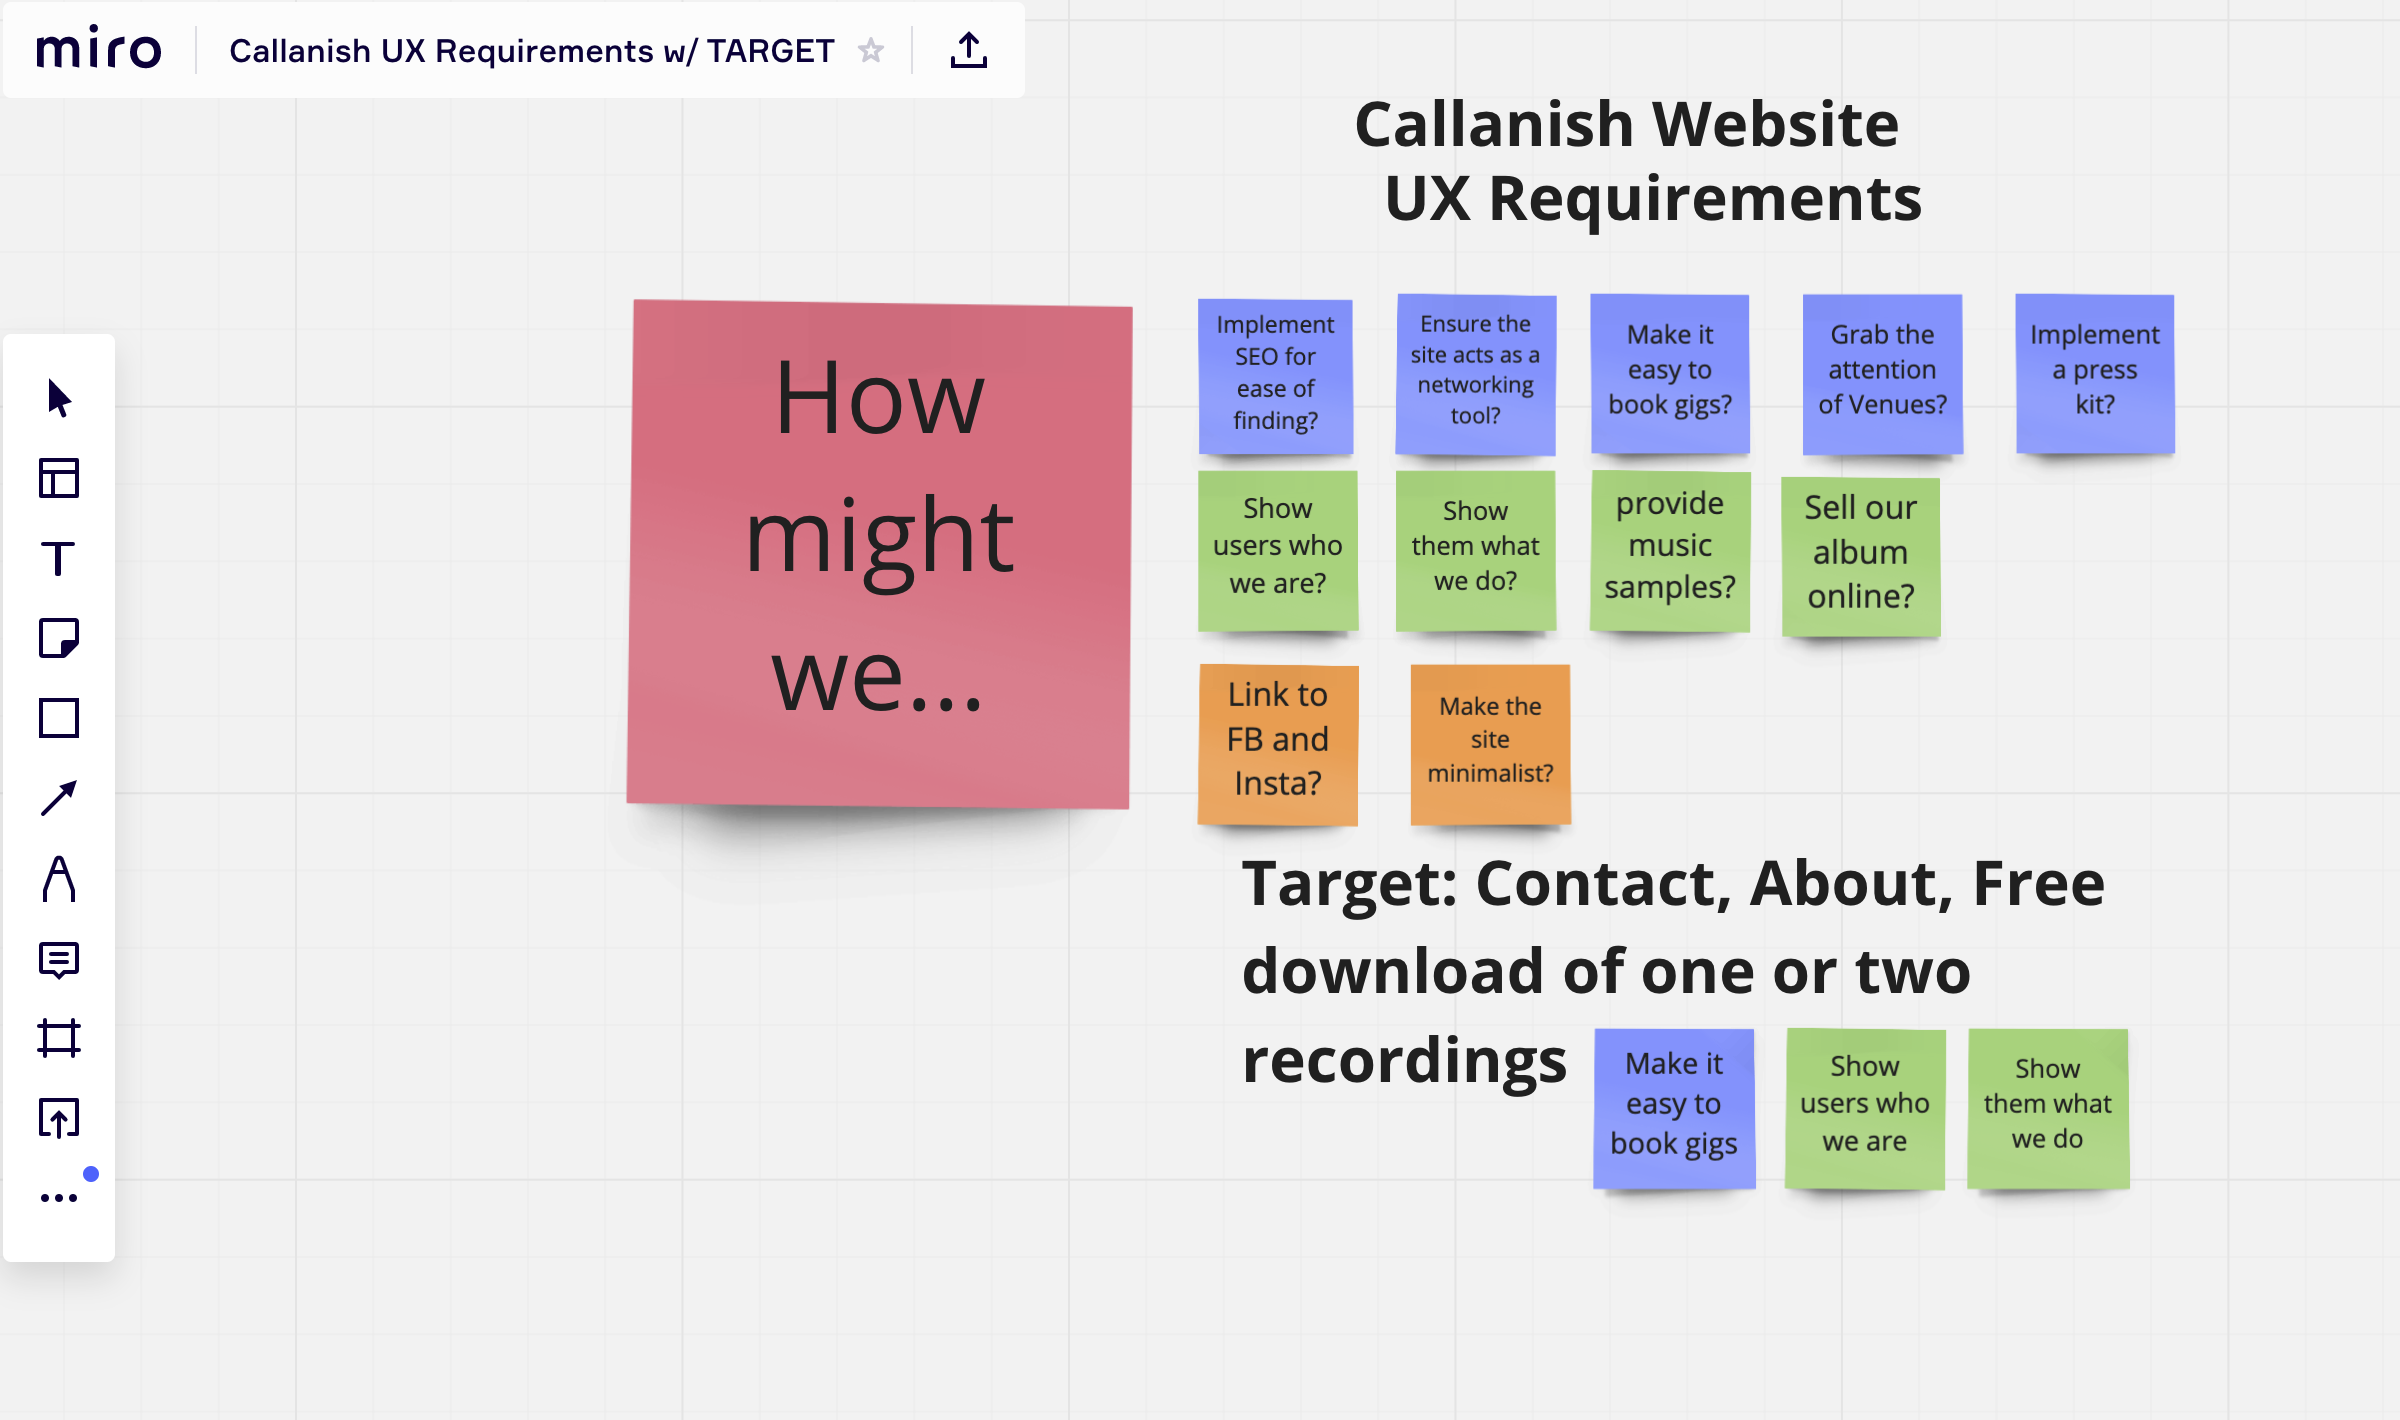 miro
Callanish UX Requirements w/ TARGET
Callanish Website
UX Requirements
How
might
we...
Implement
SEO for
ease of
finding?
Ensure the
site acts as a
networking
tool?
Make it
easy to
book gigs?
Grab the
attention
of Venues?
Implement
a press
kit?
Show
users who
we are?
Show
them what
we do?
provide
music
samples?
Sell our
album
online?
Link to
FB and
Insta?
Make the
site
minimalist?
Target: Contact, About, Free
download of one or two
recordings
Make it
easy to
book gigs
Show
users who
we are
Show
them what
we do